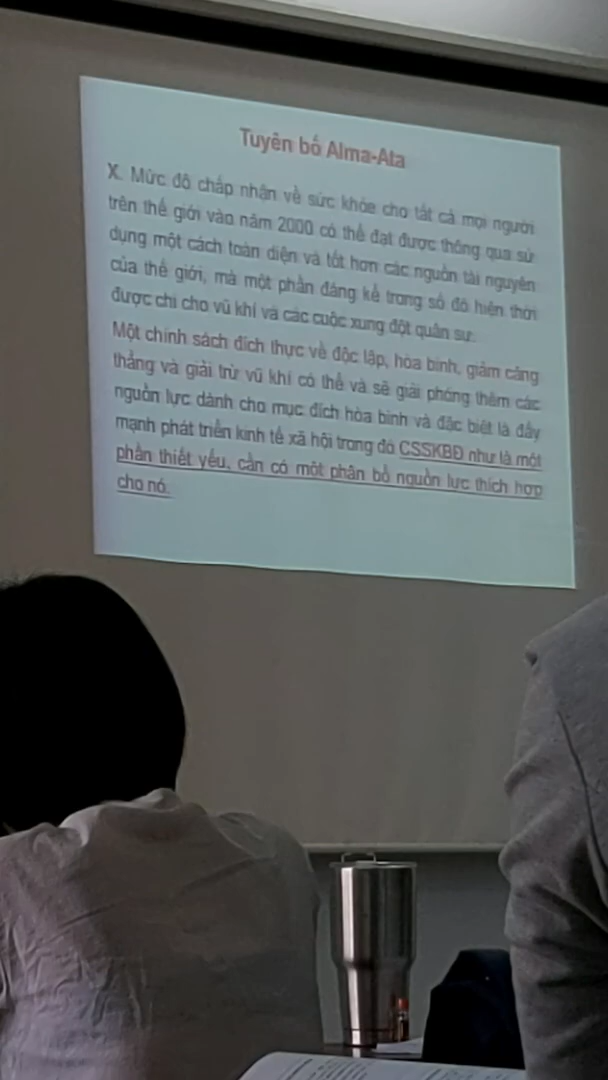 Tuyên bố Alma-Ata
X. Mức độ chấp nhận về sức khỏe cho tất cả mọi người
trên thế giới vào năm 2000 có thể đạt được thông qua sử
dụng một cách toàn diện và tốt hơn các nguồn tài nguyên
của thế giới, mà một phần đáng kể trong số đó hiện thời
được chi cho vũ khí và các cuộc xung đột quân sự.
Một chính sách đích thực về độc lập, hòa bình, giảm căng
thẳng và giải trừ vũ khí có thể và sẽ giải phóng thêm các
nguồn lực dành cho mục đích hòa bình và đặc biệt là đẩy
mạnh phát triển kinh tế xã hội trong đó CSSKBĐ như là một
phần thiết yếu, cần có một phân bổ nguồn lực thích hợp
cho nó.